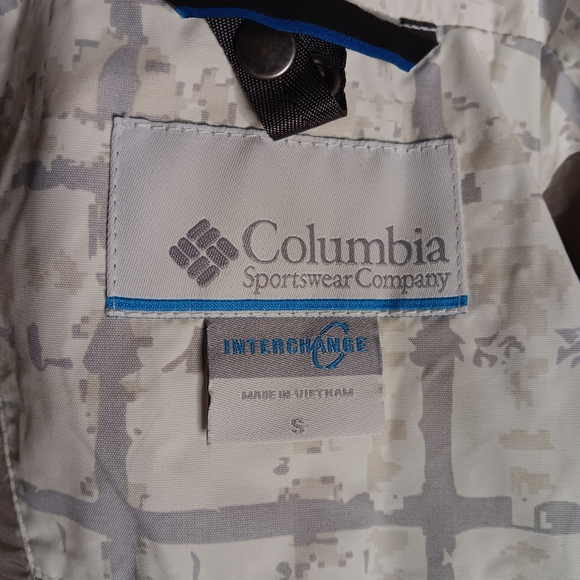 Columbia
Sportswear Company
INTERCHANGE
MADE IN VIETNAM
S